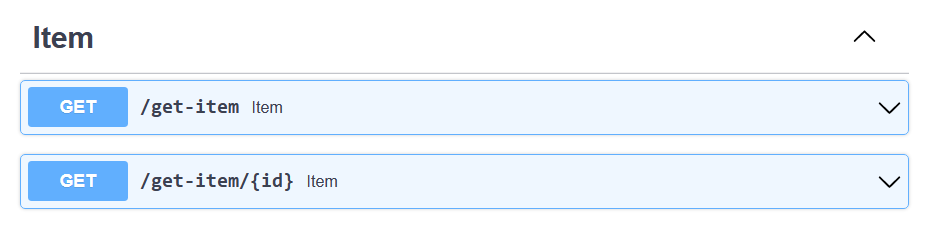 Item
GET /get-item Item
GET /get-item/{id} Item